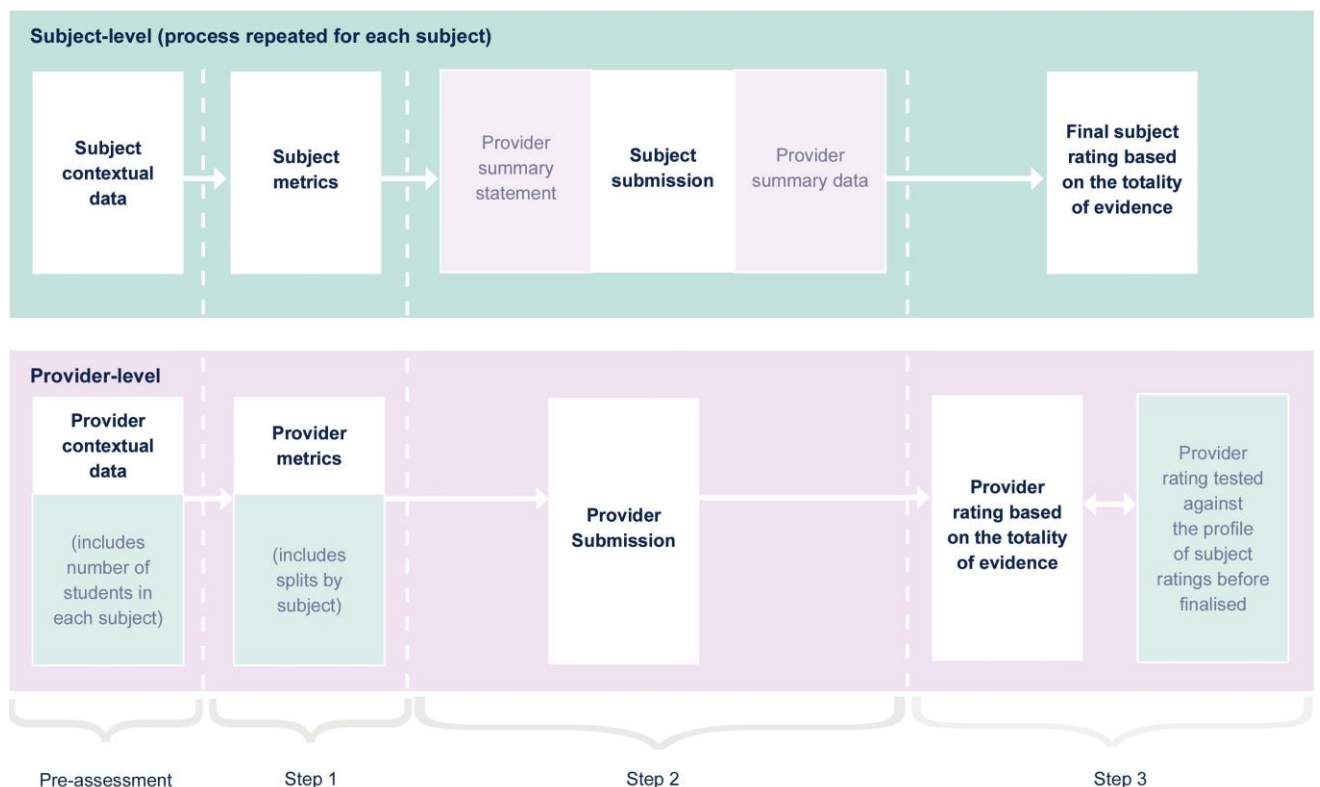 Subject-level (process repeated for each subject)
Subject
contextual
data
Subject
metrics
Provider
summary
statement
Subject
submission
Provider
summary data
Final subject
rating based
on the totality
of evidence
Provider-level
Provider
contextual
data
(includes
number of
students in
each subject)
Provider
metrics
(includes
splits by
subject)
Provider
Submission
Provider
rating based
on the totality
of evidence
Provider
rating tested
against
the profile
of subject
ratings before
finalised
Pre-assessment
Step 1
Step 2
Step 3